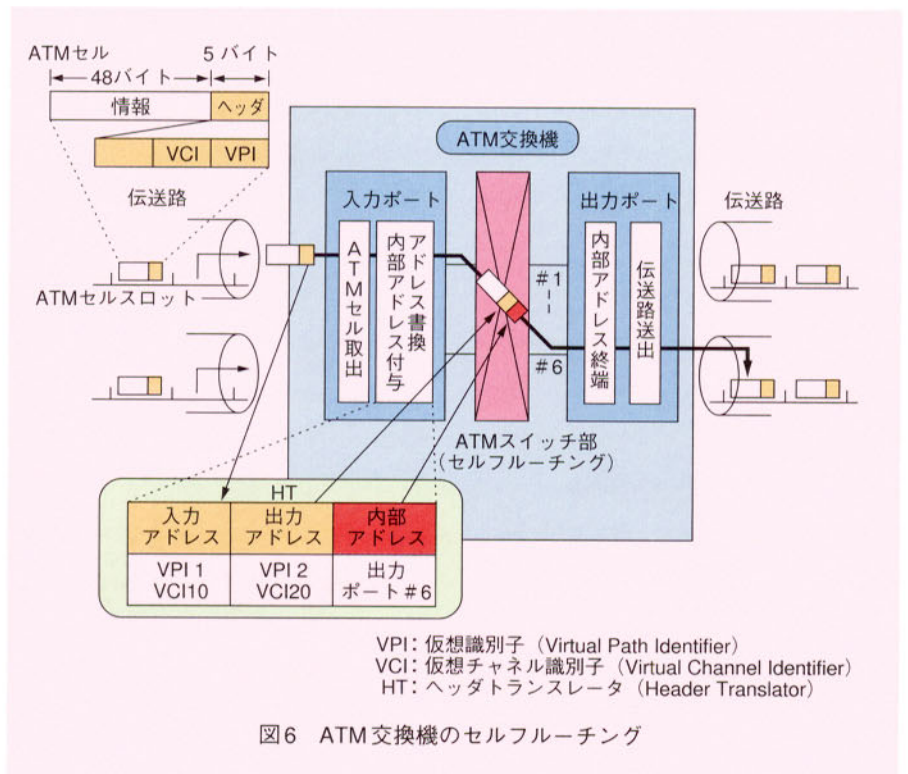 ATMセル
5バイト
48バイト
情報
ヘッダ
VCI
VPI
伝送路
ATMセルスロット
ATM交換機
入力ポート
ATMセル取出
アドレス書換
内部アドレス付与
#1
#6
ATMスイッチ部
(セルフルーチング)
出力ポート
内部アドレス終端
伝送路送出
伝送路
HT
入力
アドレス
出力
アドレス
内部
アドレス
VPI 1
VCI10
VPI 2
VCI20
出力
ポート#6
VPI:仮想識別子(Virtual Path Identifier)
VCI:仮想チャネル識別子(Virtual Channel Identifier)
HT:ヘッダトランスレータ(Header Translator)
図6 ATM交換機のセルフルーチング